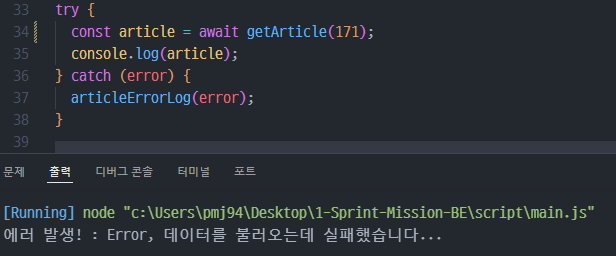 33 try {
34 const article = await getArticle(171);
35 console.log(article);
36 } catch (error) {
37 articleErrorLog(error);
38 }
39
문제 출력 디버그 콘솔 터미널 포트
[Running] node "c:\Users\pmj94\Desktop\1-Sprint-Mission-BE\script\main.js"
에러 발생! : Error, 데이터를 불러오는데 실패했습니다...